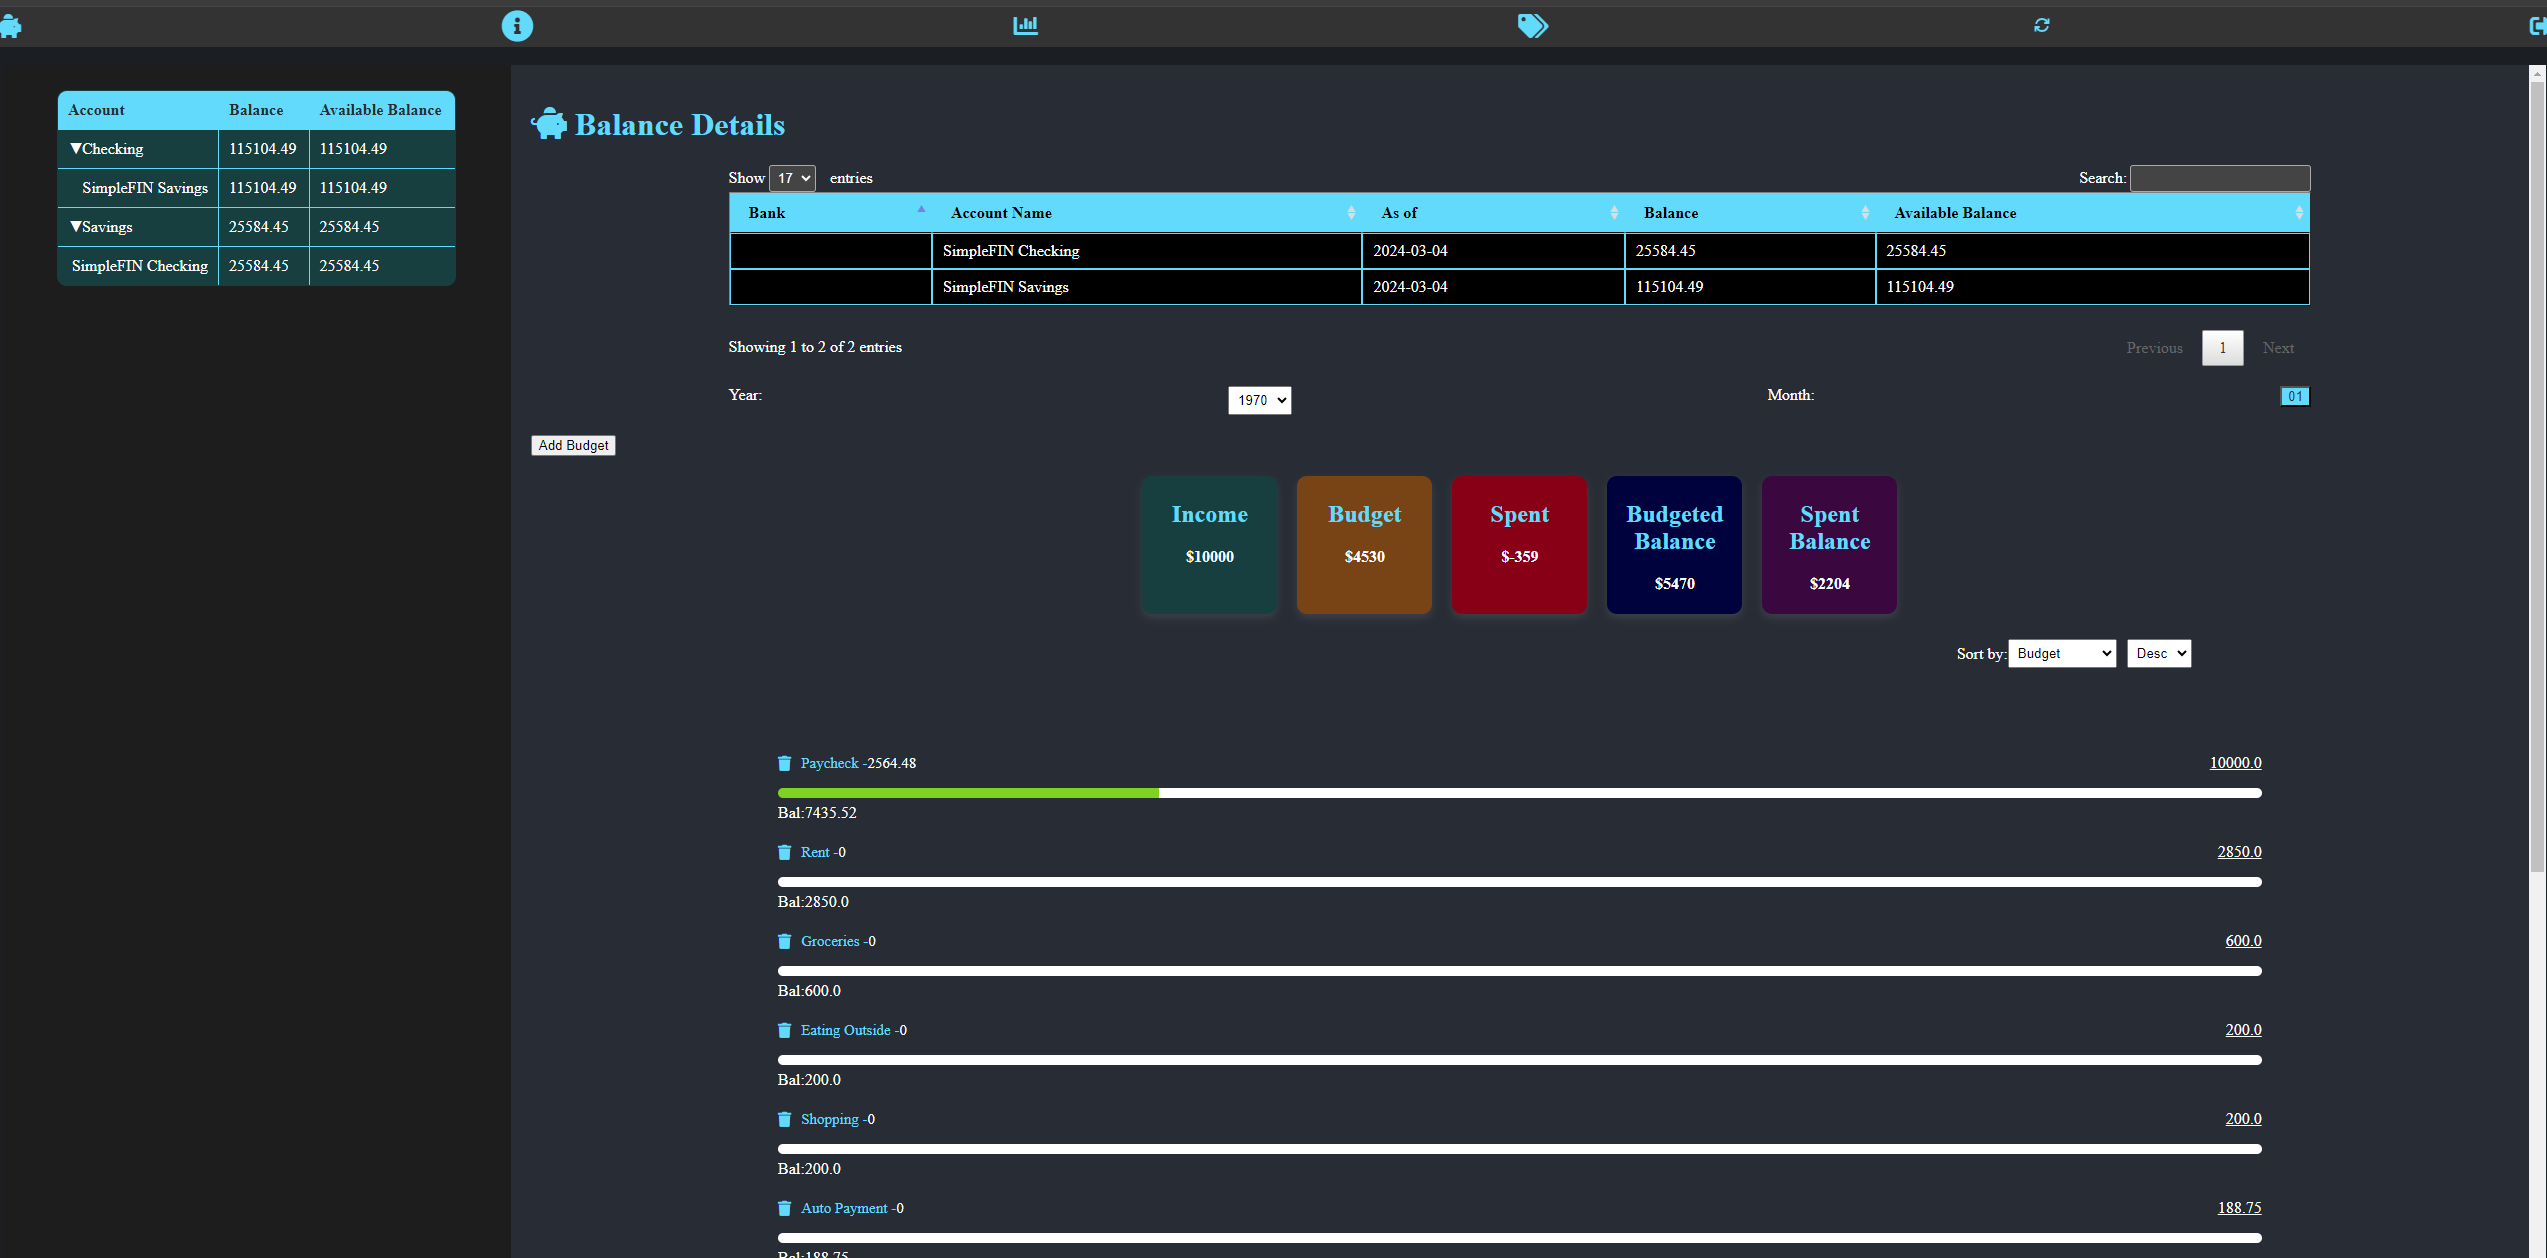 Account Balance Available Balance
▼Checking 115104.49 115104.49
SimpleFIN Savings 115104.49 115104.49
▼Savings 25584.45 25584.45
SimpleFIN Checking 25584.45 25584.45
Balance Details
Show 17 entries Search:
Bank Account Name As of Balance Available Balance
SimpleFIN Checking 2024-03-04 25584.45 25584.45
SimpleFIN Savings 2024-03-04 115104.49 115104.49
Showing 1 to 2 of 2 entries Previous 1 Next
Year: 1970 Month: 01
Add Budget
Income
$10000
Budget
$4530
Spent
$-359
Budgeted
Balance
$5470
Spent
Balance
$2204
Sort by: Budget Desc
Paycheck -2564.48 10000.0
Bal:7435.52
Rent -0 2850.0
Bal:2850.0
Groceries -0 600.0
Bal:600.0
Eating Outside -0 200.0
Bal:200.0
Shopping -0 200.0
Bal:200.0
Auto Payment -0 188.75
Bal:188.75